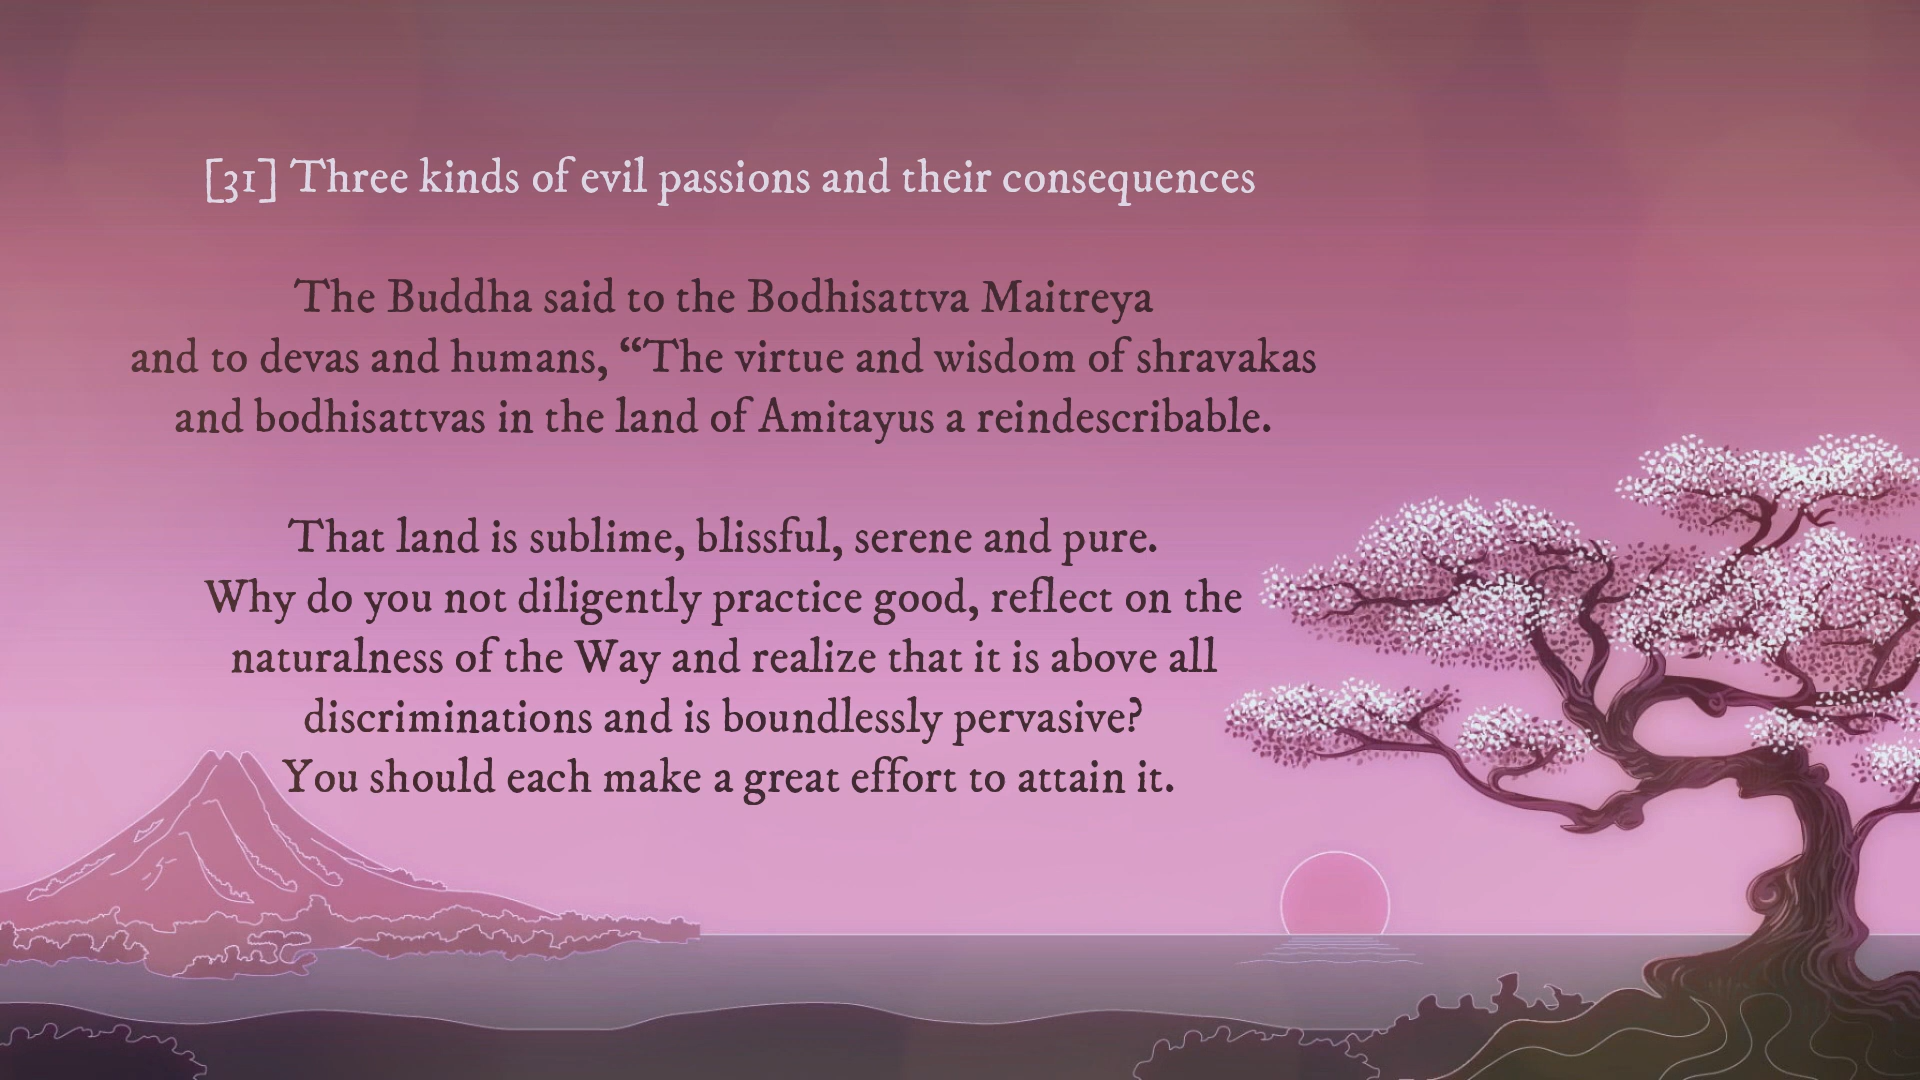 [31] Three kinds of evil passions and their consequences
The Buddha said to the Bodhisattva Maitreya
and to devas and humans, “The virtue and wisdom of shravakas
and bodhisattvas in the land of Amitayus a reindescribable.
That land is sublime, blissful, serene and pure.
Why do you not diligently practice good, reflect on the
naturalness of the Way and realize that it is above all
discriminations and is boundlessly pervasive?
You should each make a great effort to attain it.